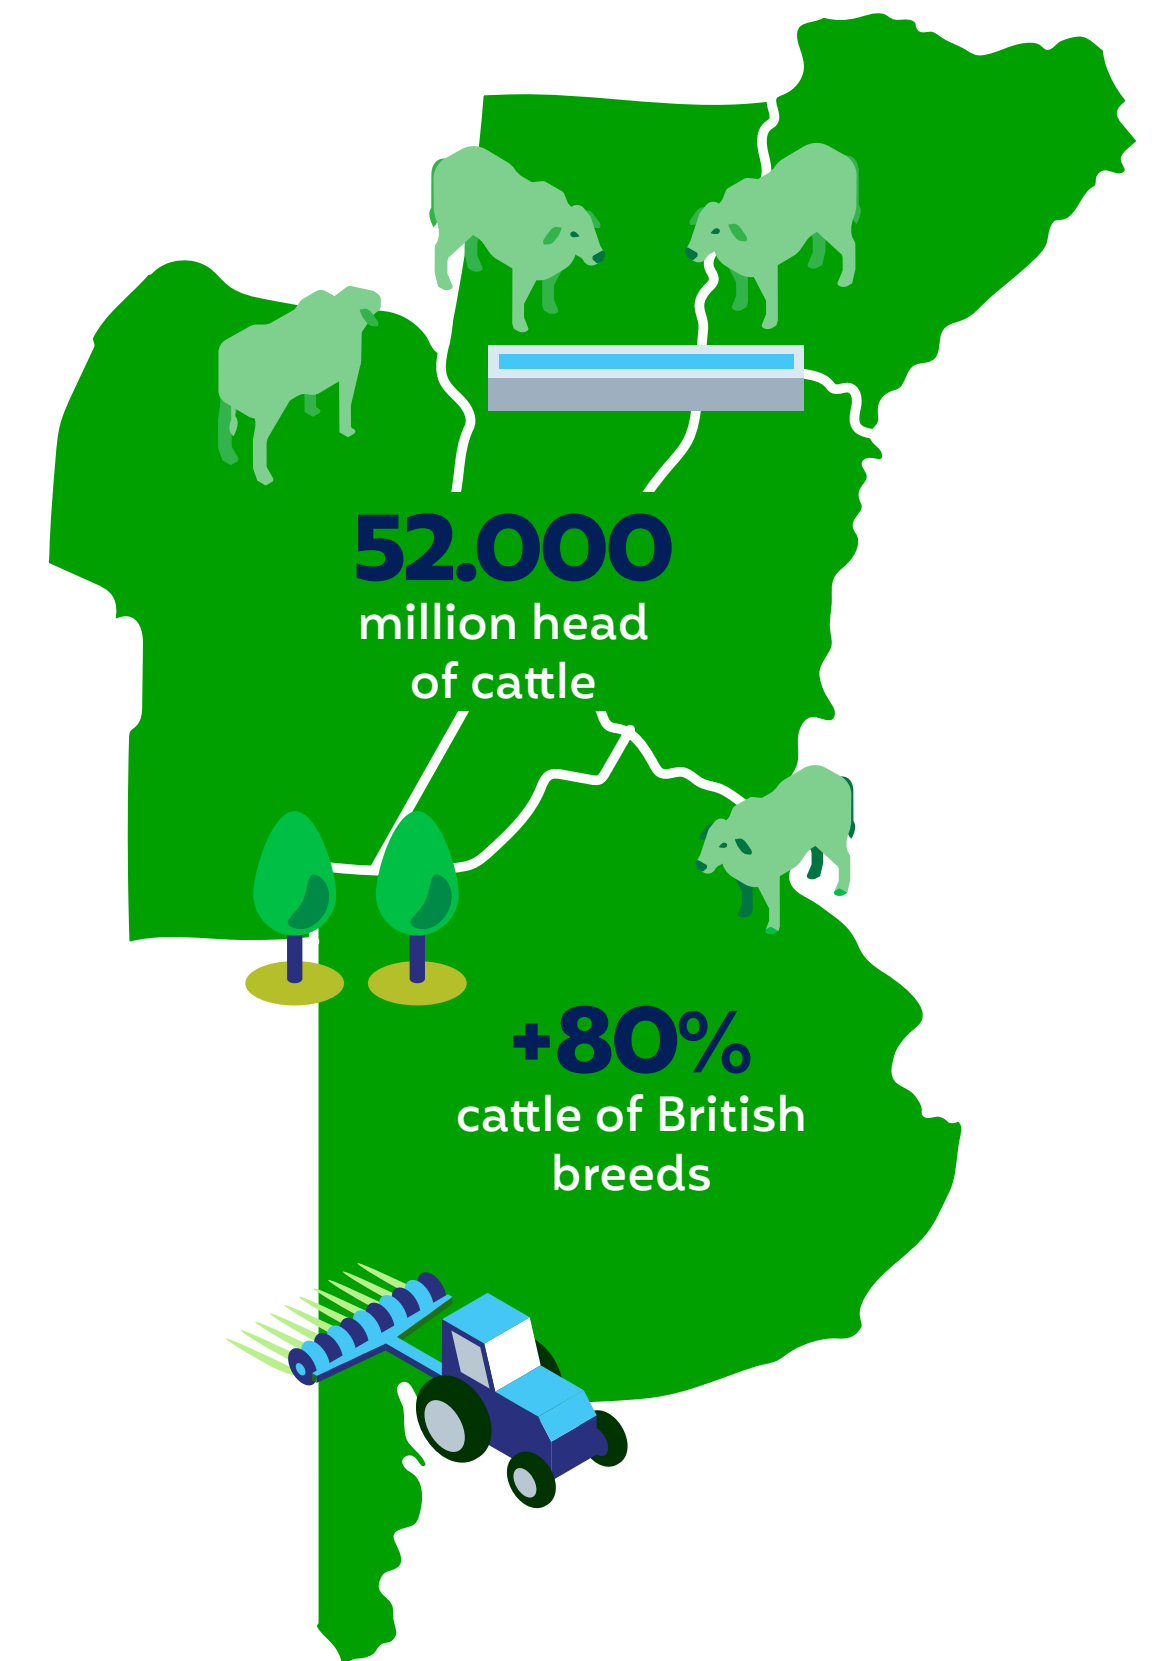 52.000
million head
of cattle
+80%
cattle of British
breeds